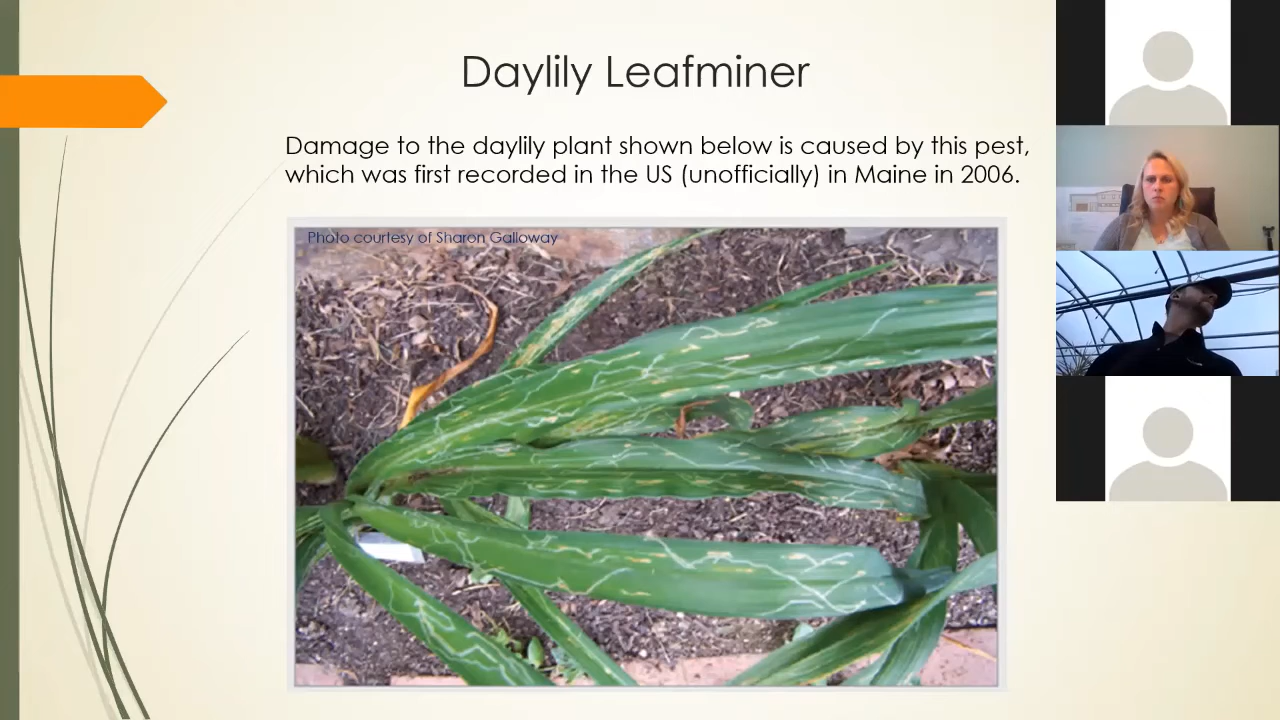 Daylily Leafminer
Damage to the daylily plant shown below is caused by this pest,
which was first recorded in the US (unofficially) in Maine in 2006.
Photo courtesy of Sharon Galloway